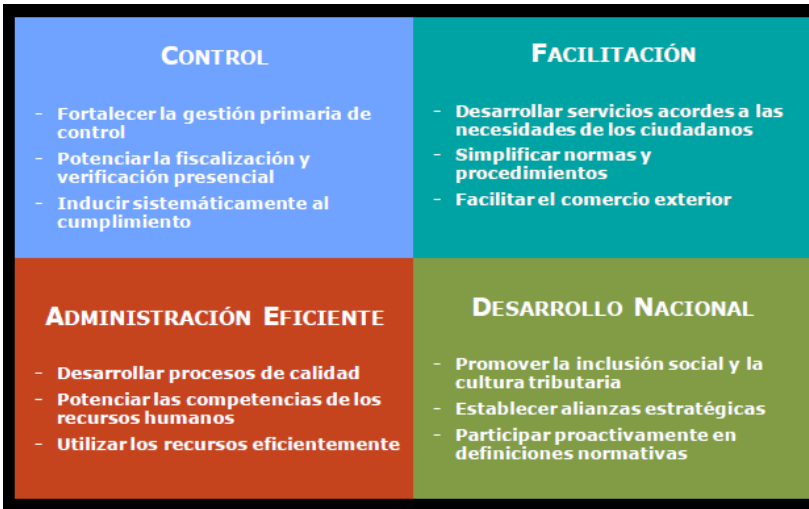 CONTROL
- Fortalecer la gestión primaria de
control
- Potenciar la fiscalización y
verificación presencial
- Inducir sistemáticamente al
cumplimiento
FACILITACIÓN
- Desarrollar servicios acordes a las
necesidades de los ciudadanos
- Simplificar normas y
procedimientos
- Facilitar el comercio exterior
ADMINISTRACIÓN EFICIENTE
- Desarrollar procesos de calidad
- Potenciar las competencias de los
recursos humanos
- Utilizar los recursos eficientemente
DESARROLLO NACIONAL
- Promover la inclusión social y la
cultura tributaria
- Establecer alianzas estratégicas
- Participar proactivamente en
definiciones normativas